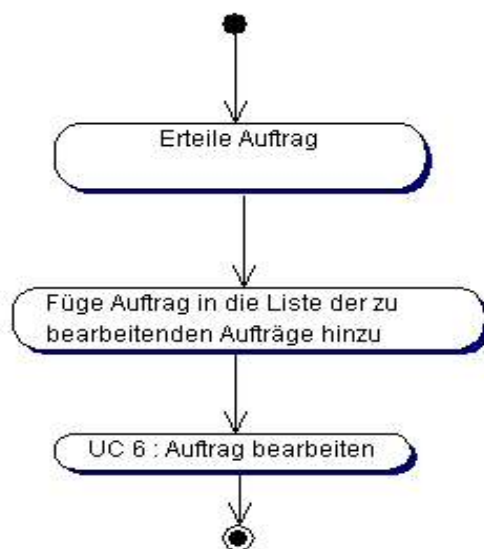 Erteile Auftrag
Füge Auftrag in die Liste der zu
bearbeitenden Aufträge hinzu
UC 6 : Auftrag bearbeiten